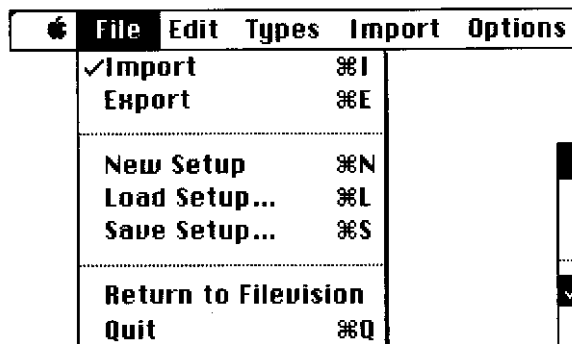 File Edit Types Import Options
✓Import ⌘I
Export ⌘E
New Setup ⌘N
Load Setup... ⌘L
Save Setup... ⌘S
Return to Filevision
Quit ⌘Q